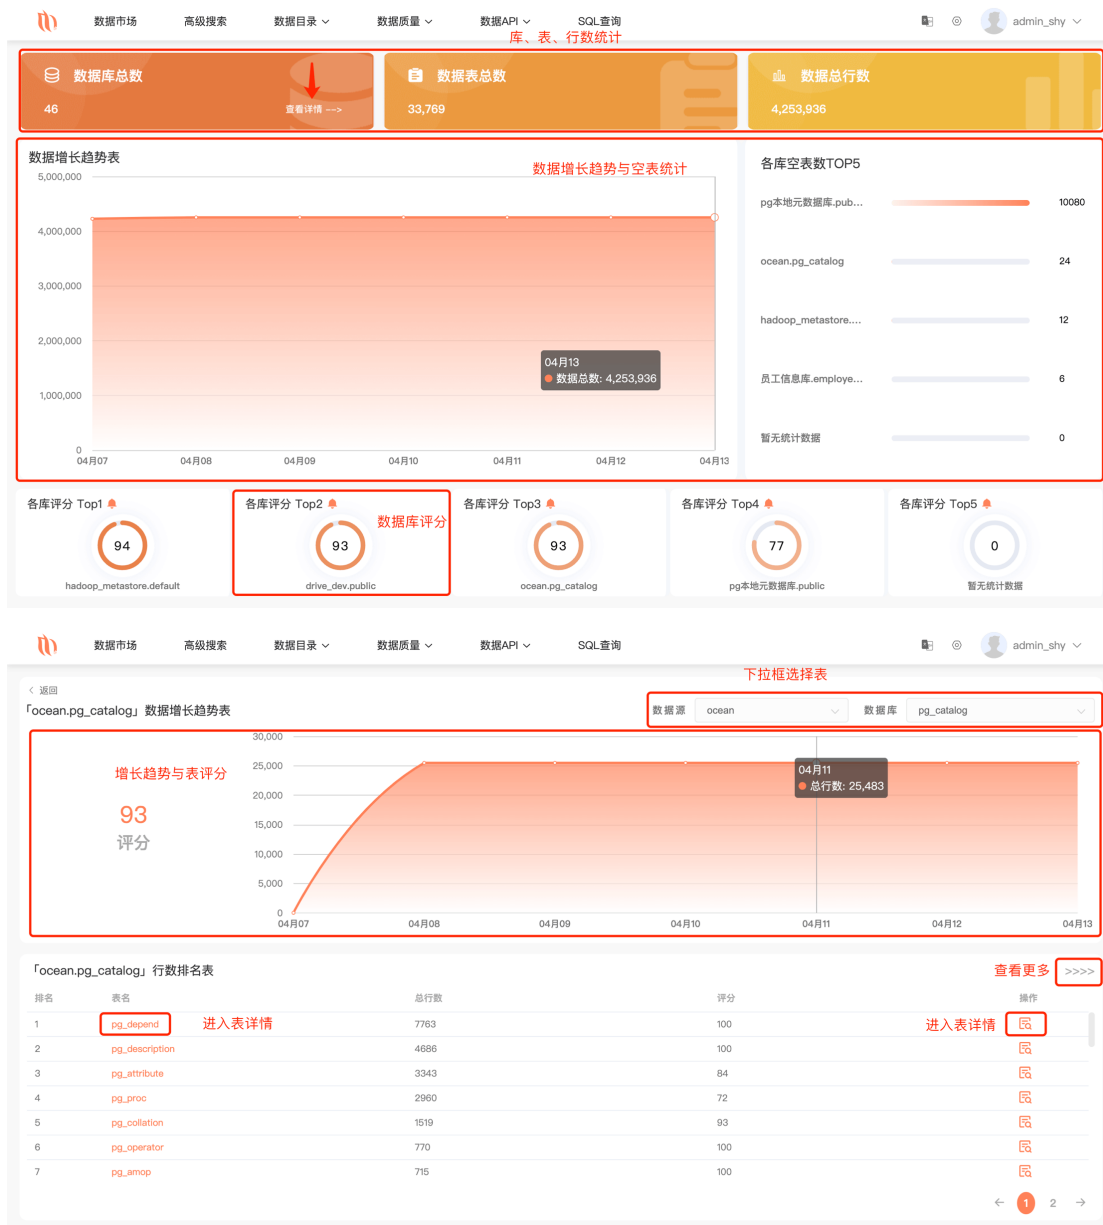 数据市场 高级搜索 数据目录 数据质量 数据API SQL查询 admin_shy
库、表、行数统计
数据库总数 数据表总数 数据总行数
46 查看详情 --> 33,769 4,253,936
数据增长趋势表
数据增长趋势与空表统计
5,000,000
4,000,000
3,000,000
2,000,000
1,000,000
0
04月13
数据总数: 4,253,936
04月07 04月08 04月09 04月10 04月11 04月12 04月13
各库空表数TOP5
pg本地元数据库.pub... 10080
ocean.pg_catalog 24
hadoop_metastore.... 12
员工信息库.employe... 6
暂无统计数据 0
各库评分 Top1 各库评分 Top2 各库评分 Top3 各库评分 Top4 各库评分 Top5
数据库评分
94 93 93 77 0
hadoop_metastore.default drive_dev.public ocean.pg_catalog pg本地元数据库.public 暂无统计数据
数据市场 高级搜索 数据目录 数据质量 数据API SQL查询 admin_shy
下拉框选择表
< 返回
「ocean.pg_catalog」数据增长趋势表 数据源 ocean 数据库 pg_catalog
增长趋势与表评分
93
评分
30,000
25,000
20,000
15,000
10,000
5,000
0
04月11
总行数: 25,483
04月07 04月08 04月09 04月10 04月11 04月12 04月13
「ocean.pg_catalog」行数排名表 查看更多 >>>>
排名 表名 总行数 评分 操作
1 pg_depend 进入表详情 7763 100 进入表详情
2 pg_description 4686 100
3 pg_attribute 3343 84
4 pg_proc 2960 72
5 pg_collation 1519 93
6 pg_operator 770 100
7 pg_amop 715 100
← 1 2 →